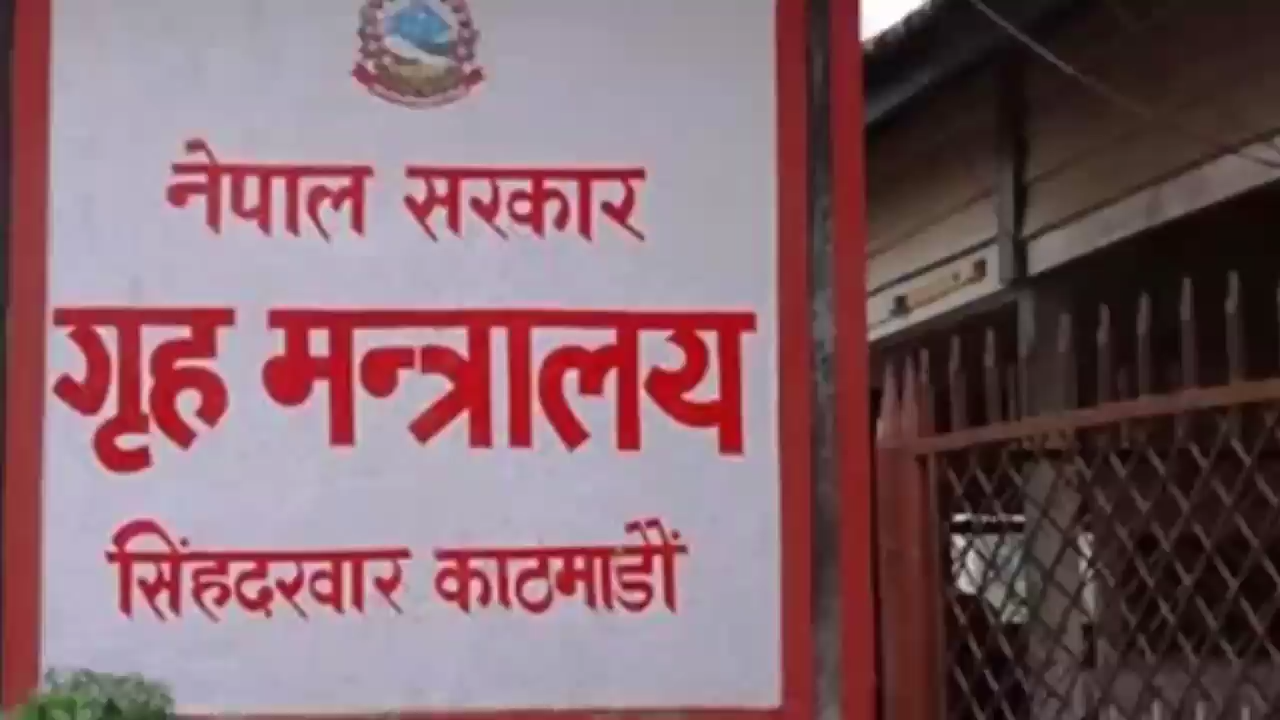 नेपाल सरकार
गृह मन्त्रालय
सिंहदरवार काठमाडौं